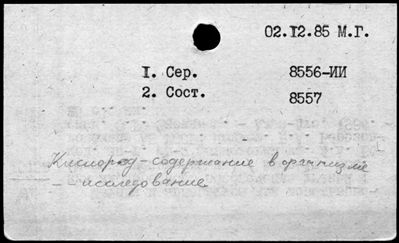 02.12.85 М.Г.
1. Сер. 8556-ИИ
2. Сост. 8557
Кислород - содержание в организме
- - исследование